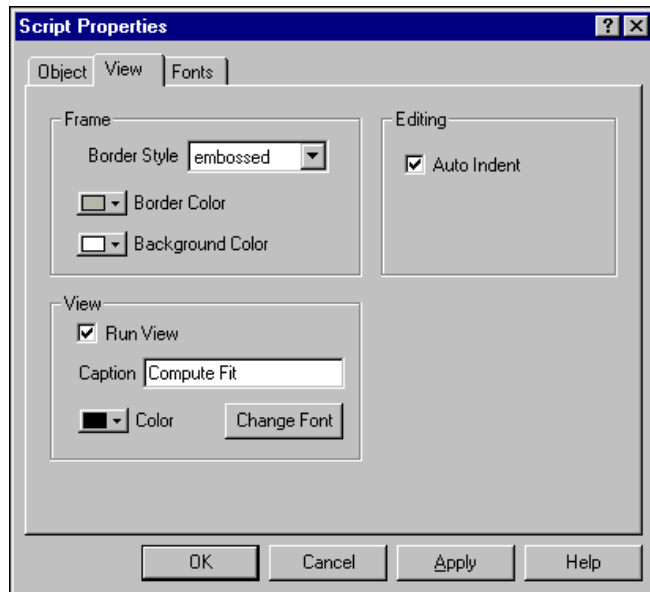 Script Properties
Object View Fonts
Frame
Border Style embossed
Border Color
Background Color
Editing
Auto Indent
View
Run View
Caption Compute Fit
Color Change Font
OK Cancel Apply Help